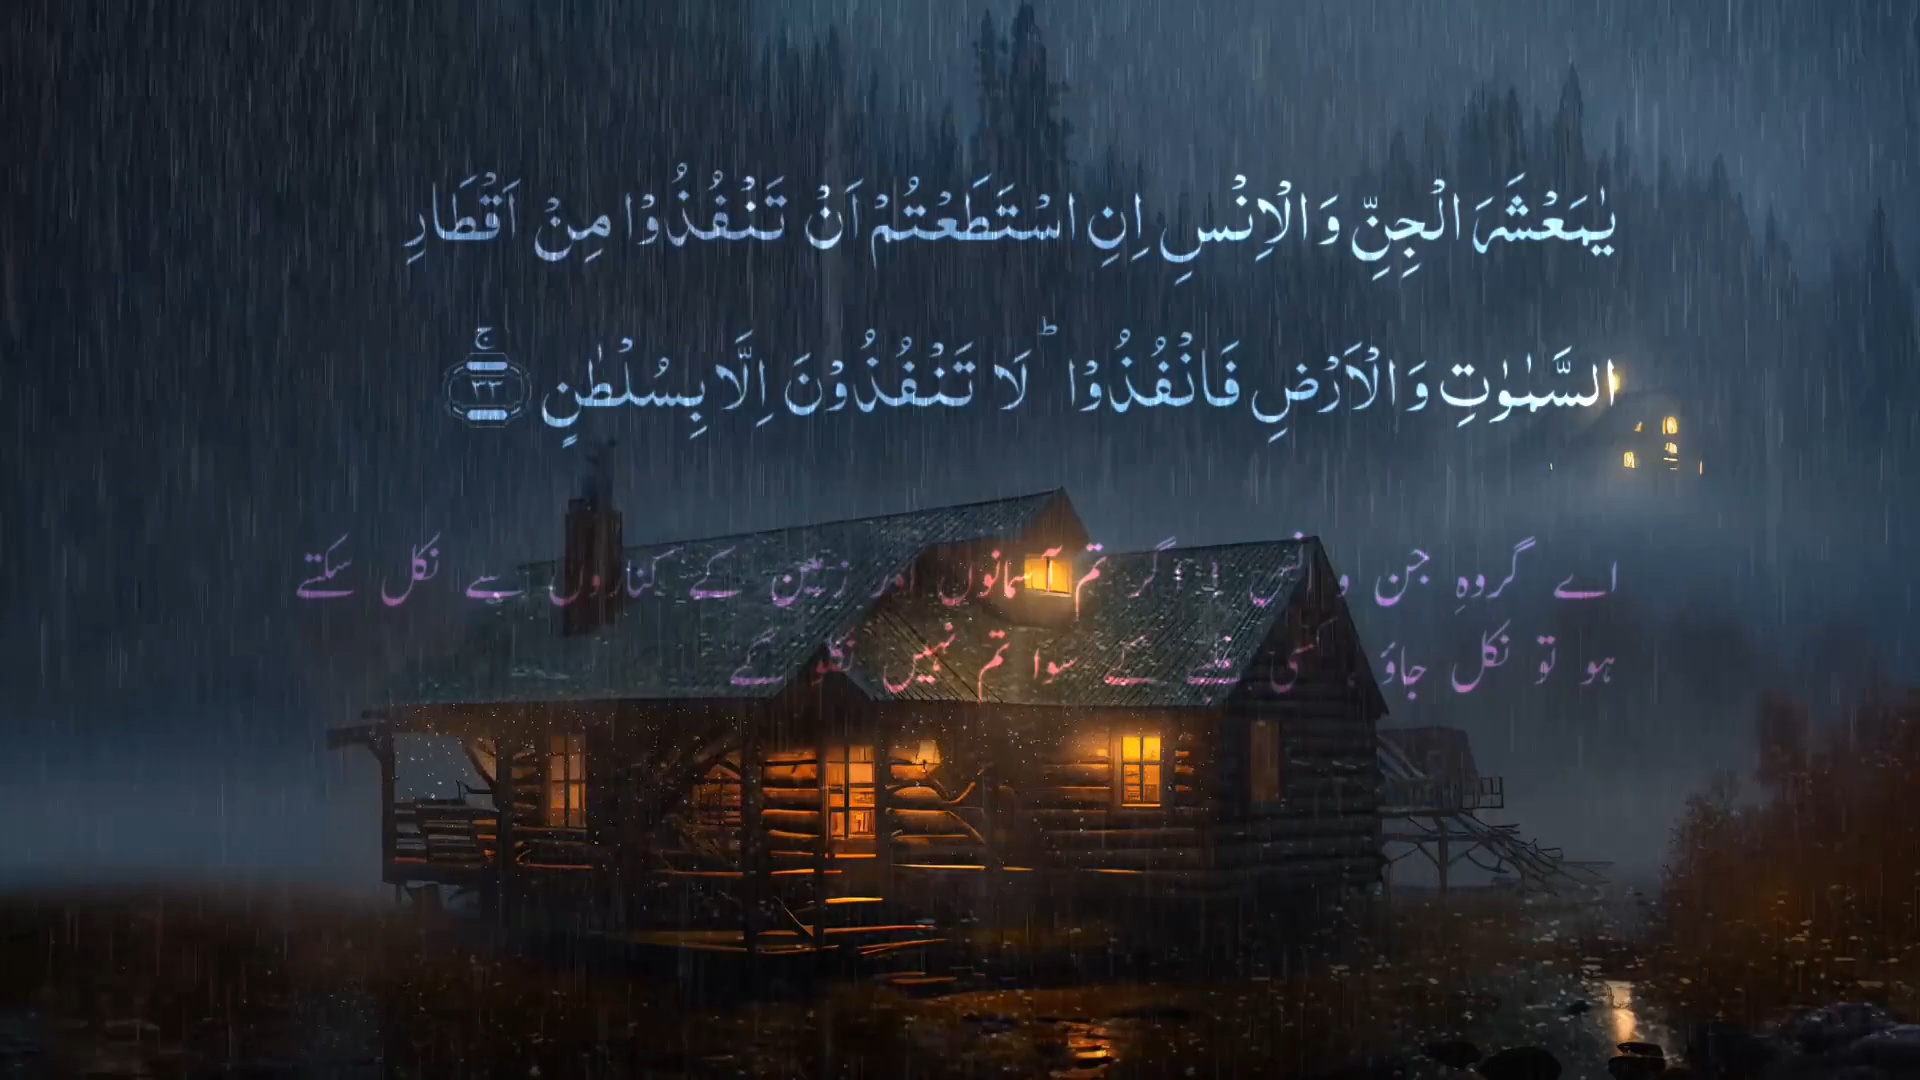 يٰمَعْشَرَ الْجِنِّ وَالْاِنْسِ اِنِ اسْتَطَعْتُمْ اَنْ تَنْفُذُوْا مِنْ اَقْطَارِ
السَّمٰوٰتِ وَالْاَرْضِ فَانْفُذُوْا ؕ لَا تَنْفُذُوْنَ اِلَّا بِسُلْطٰنٍ ۚ ۳۳
اے گروہِ جن و انس اگر تم آسمانوں اور زمین کے کناروں سے نکل سکتے
ہو تو نکل جاؤ کے سوا تم نہیں نکلو گے